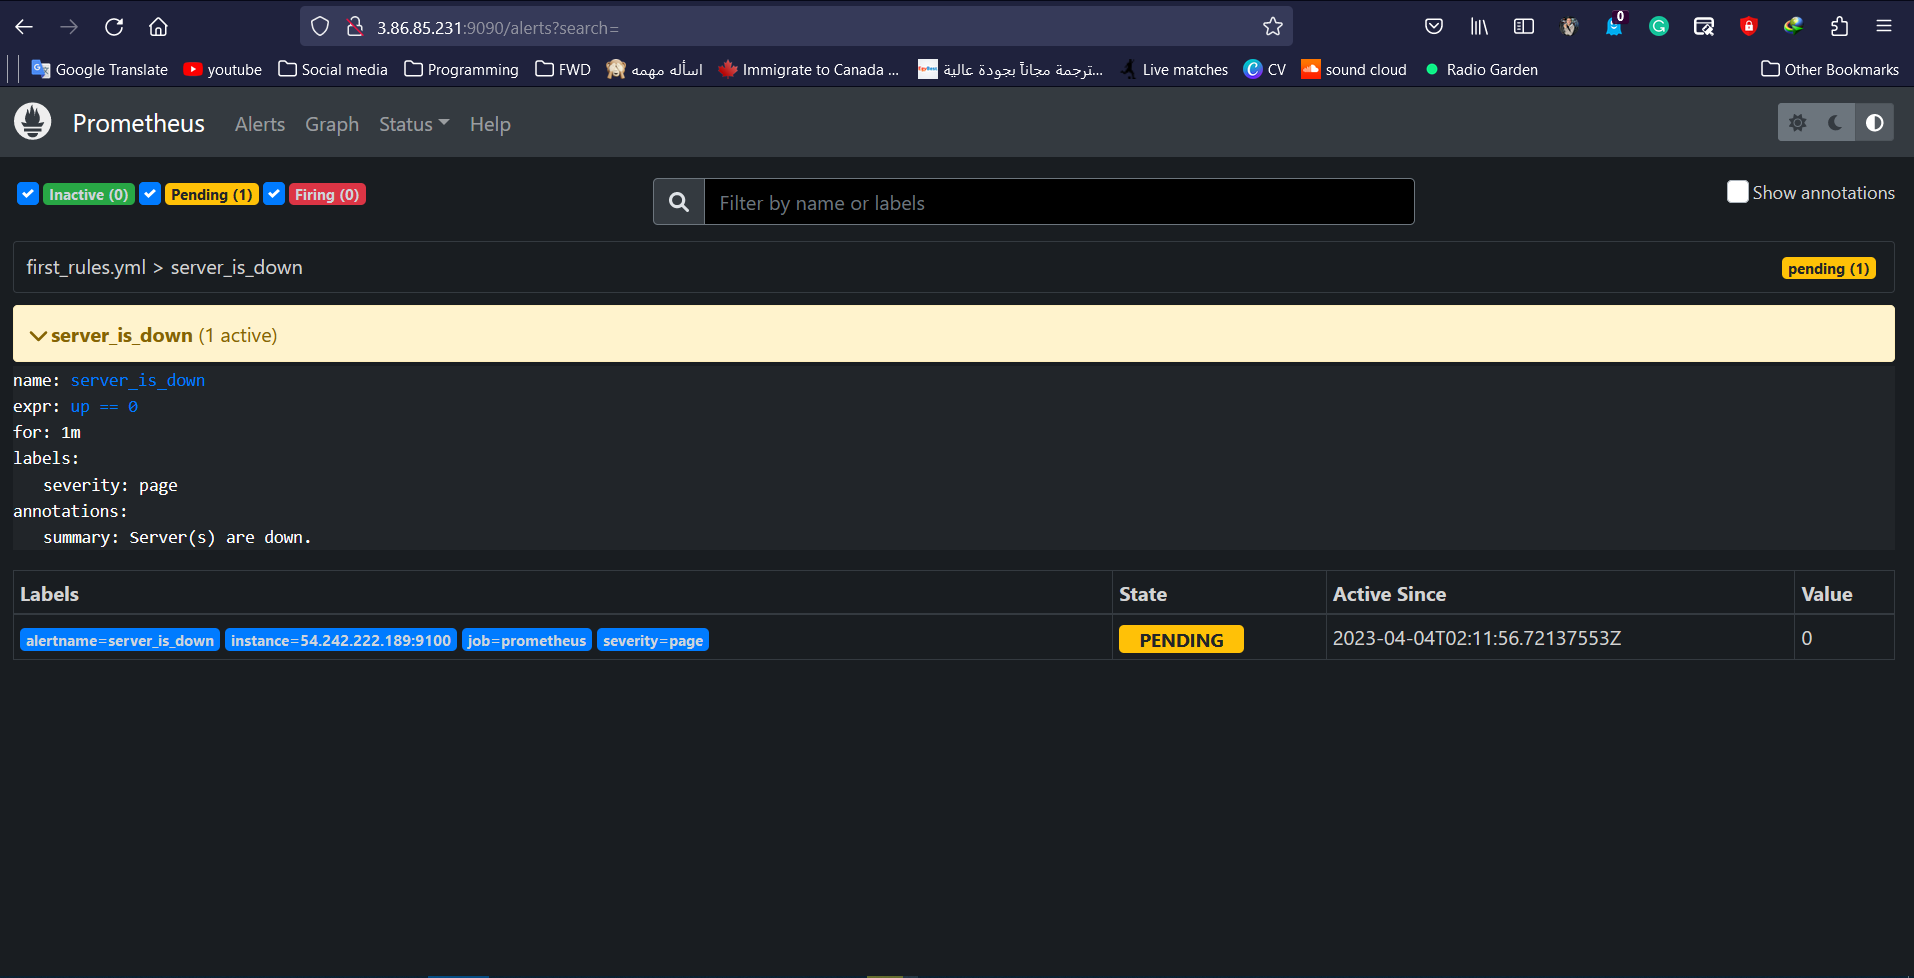 3.86.85.231:9090/alerts?search=
0
Google Translate youtube Social media Programming FWD اسأله مهمه Immigrate to Canada ... ترجمة مجاناً بجودة عالية... Live matches CV sound cloud Radio Garden Other Bookmarks
Prometheus Alerts Graph Status Help
Inactive (0) Pending (1) Firing (0) Filter by name or labels Show annotations
first_rules.yml > server_is_down pending (1)
server_is_down (1 active)
name: server_is_down
expr: up == 0
for: 1m
labels:
severity: page
annotations:
summary: Server(s) are down.
Labels State Active Since Value
alertname=server_is_down instance=54.242.222.189:9100 job=prometheus severity=page PENDING 2023-04-04T02:11:56.72137553Z 0